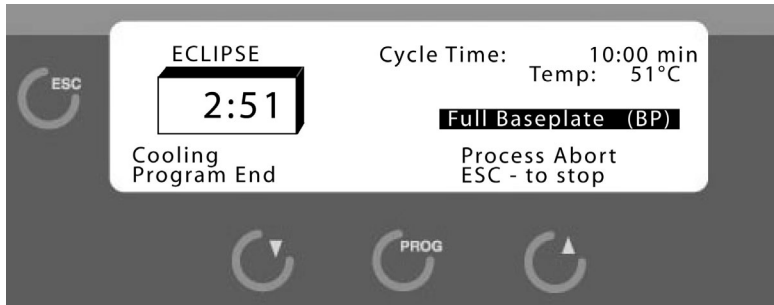 ESC
ECLIPSE
2:51
Cooling
Program End
Cycle Time: 10:00 min
Temp: 51°C
Full Baseplate (BP)
Process Abort
ESC - to stop
PROG